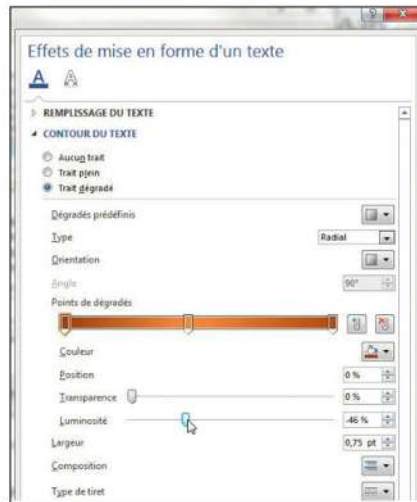 Effets de mise en forme d'un texte
A A
REMPLISSAGE DU TEXTE
CONTOUR DU TEXTE
Aucun trait
Trait plein
Trait dégradé
Dégradés prédéfinis
Type Radial
Orientation
Angle 90°
Points de dégradés
Couleur
Position 0 %
Transparence 0 %
Luminosité -46 %
Largeur 0,75 pt
Composition
Type de tiret